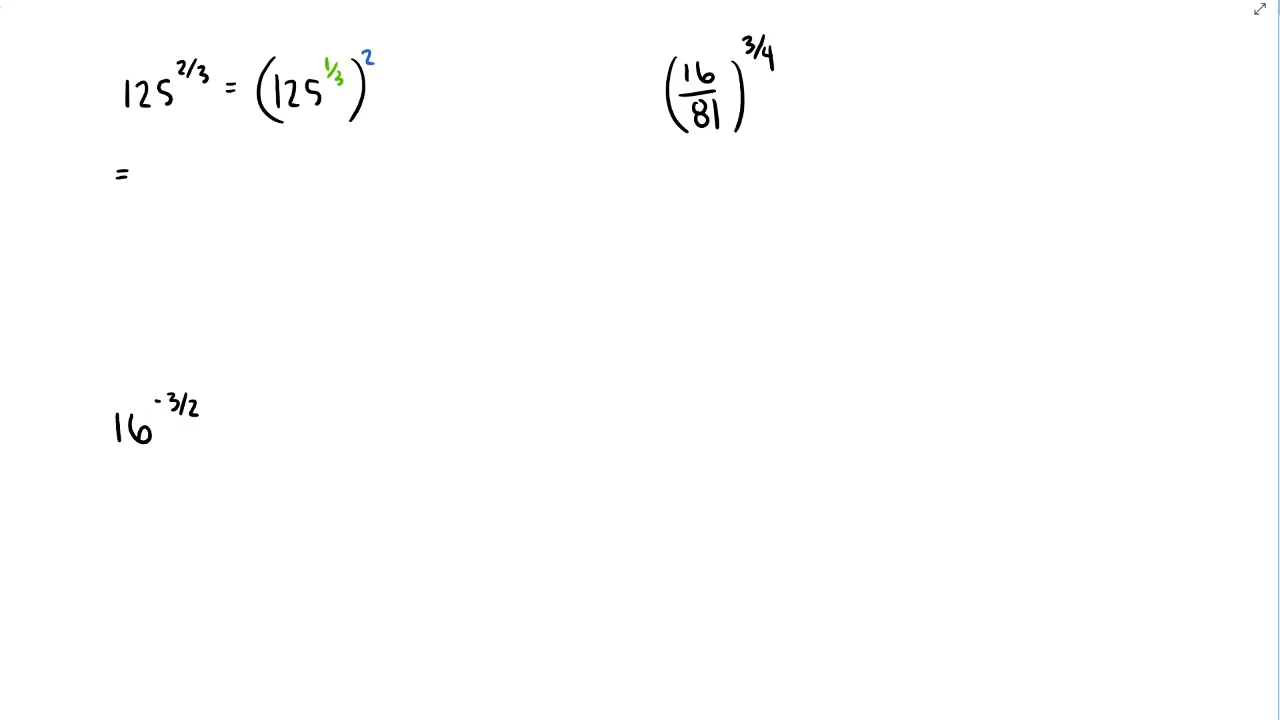 125^{2/3} = (125^{1/3})^2
=
(16/81)^{3/4}
16^{-3/2}